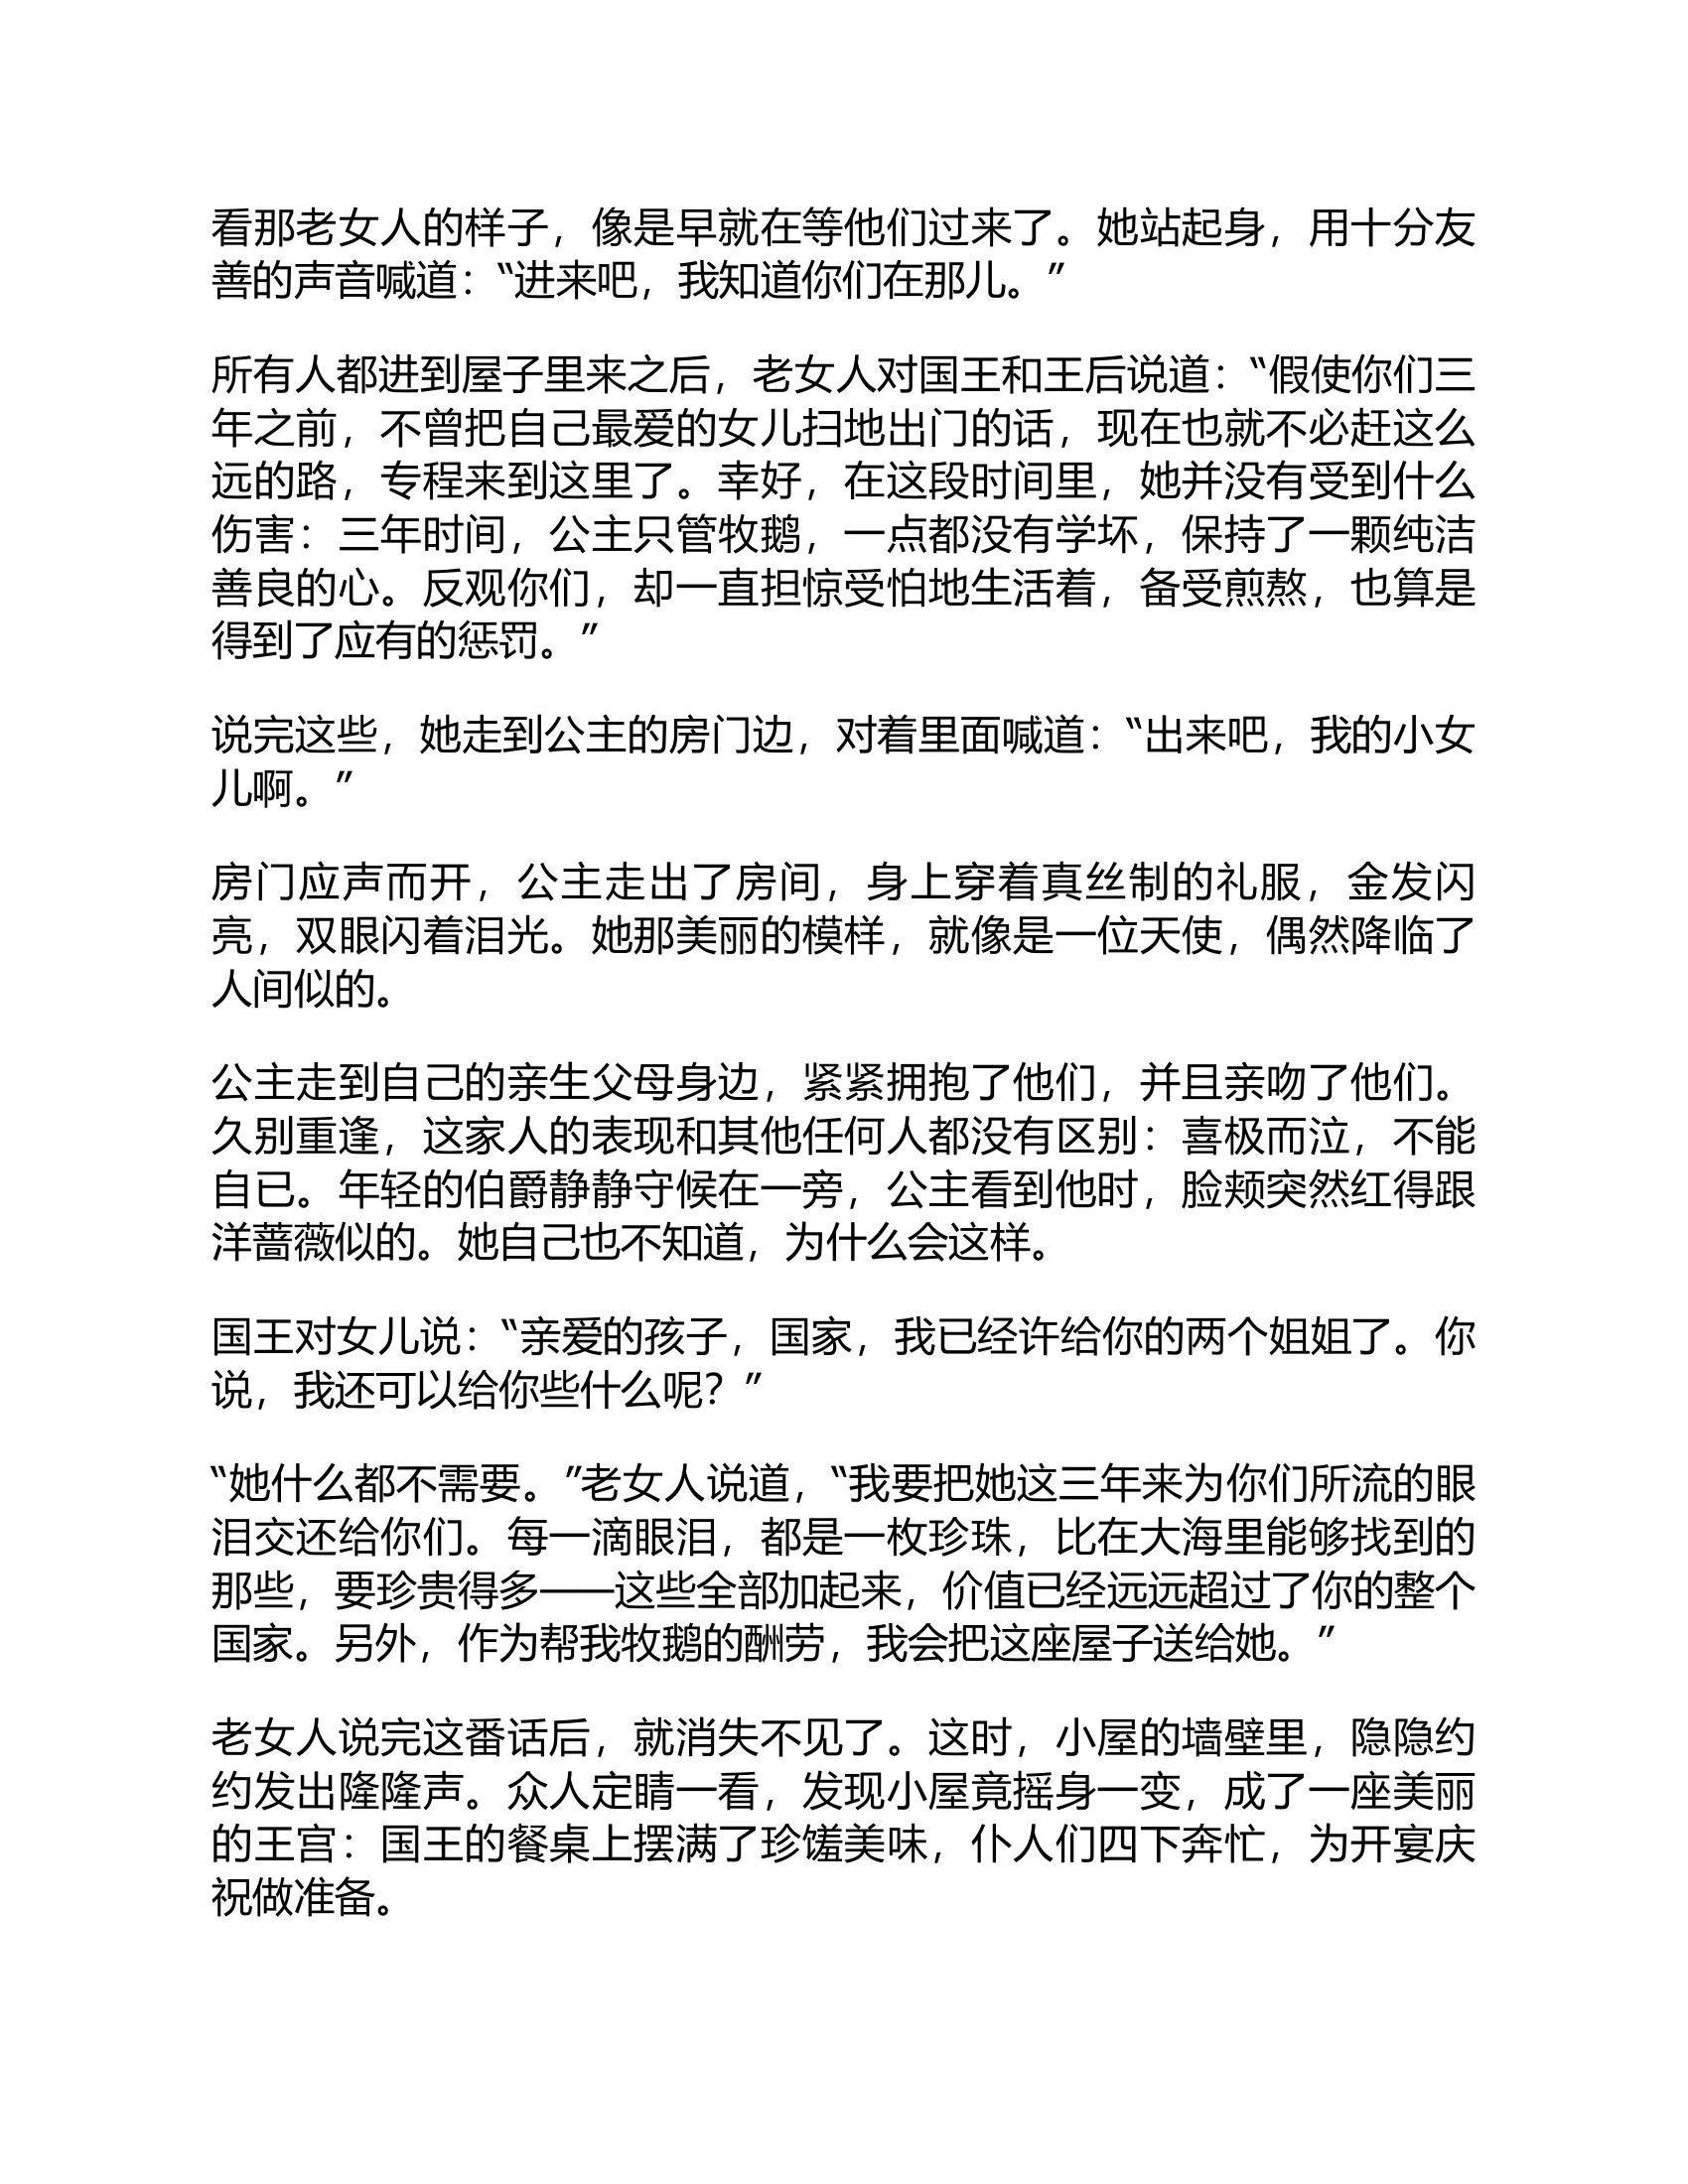 看那老女人的样子，像是早就在等他们过来了。她站起身，用十分友
善的声音喊道：“进来吧，我知道你们在那儿。”
所有人都进到屋子里来之后，老女人对国王和王后说道：“假使你们三
年之前，不曾把自己最爱的女儿扫地出门的话，现在也就不必赶这么
远的路，专程来到这里了。幸好，在这段时间里，她并没有受到什么
伤害：三年时间，公主只管牧鹅，一点都没有学坏，保持了一颗纯洁
善良的心。反观你们，却一直担惊受怕地生活着，备受煎熬，也算是
得到了应有的惩罚。”
说完这些，她走到公主的房门边，对着里面喊道：“出来吧，我的小女
儿啊。”
房门应声而开，公主走出了房间，身上穿着真丝制的礼服，金发闪
亮，双眼闪着泪光。她那美丽的模样，就像是一位天使，偶然降临了
人间似的。
公主走到自己的亲生父母身边，紧紧拥抱了他们，并且亲吻了他们。
久别重逢，这家人的表现和其他任何人都没有区别：喜极而泣，不能
自已。年轻的伯爵静静守候在一旁，公主看到他时，脸颊突然红得跟
洋蔷薇似的。她自己也不知道，为什么会这样。
国王对女儿说：“亲爱的孩子，国家，我已经许给你的两个姐姐了。你
说，我还可以给你些什么呢？”
“她什么都不需要。”老女人说道，“我要把她这三年来为你们所流的眼
泪交还给你们。每一滴眼泪，都是一枚珍珠，比在大海里能够找到的
那些，要珍贵得多——这些全部加起来，价值已经远远超过了你的整个
国家。另外，作为帮我牧鹅的酬劳，我会把这座屋子送给她。”
老女人说完这番话后，就消失不见了。这时，小屋的墙壁里，隐隐约
约发出隆隆声。众人定睛一看，发现小屋竟摇身一变，成了一座美丽
的王宫：国王的餐桌上摆满了珍馐美味，仆人们四下奔忙，为开宴庆
祝做准备。